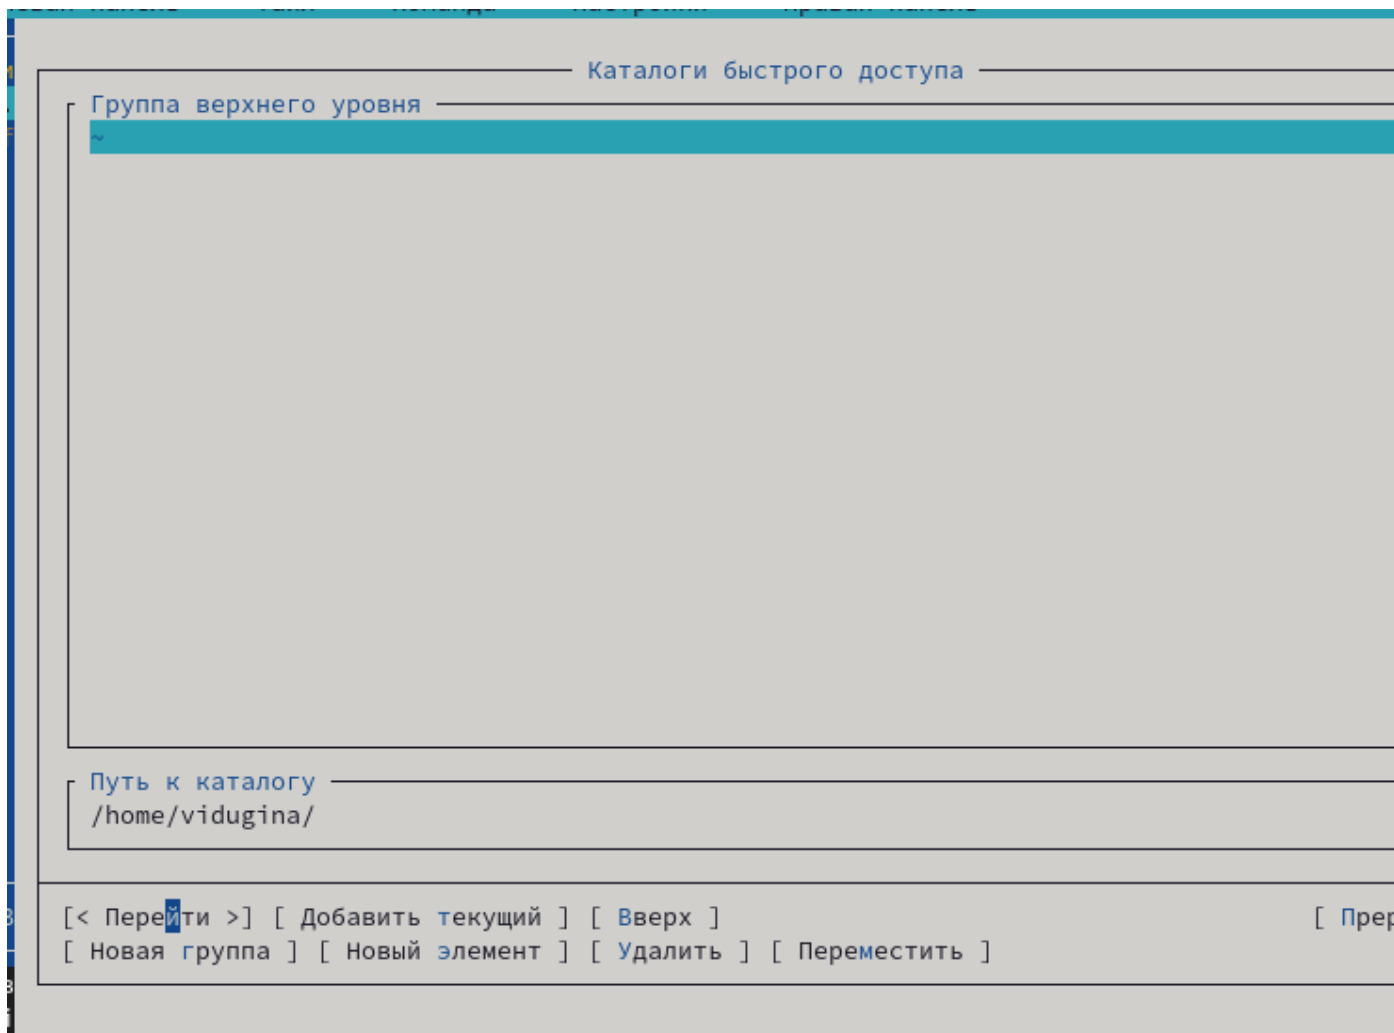 Каталоги быстрого доступа
Группа верхнего уровня
~
Путь к каталогу
/home/vidugina/
[< Перейти >] [ Добавить текущий ] [ Вверх ] [
[ Новая группа ] [ Новый элемент ] [ Удалить ] [ Переместить ]